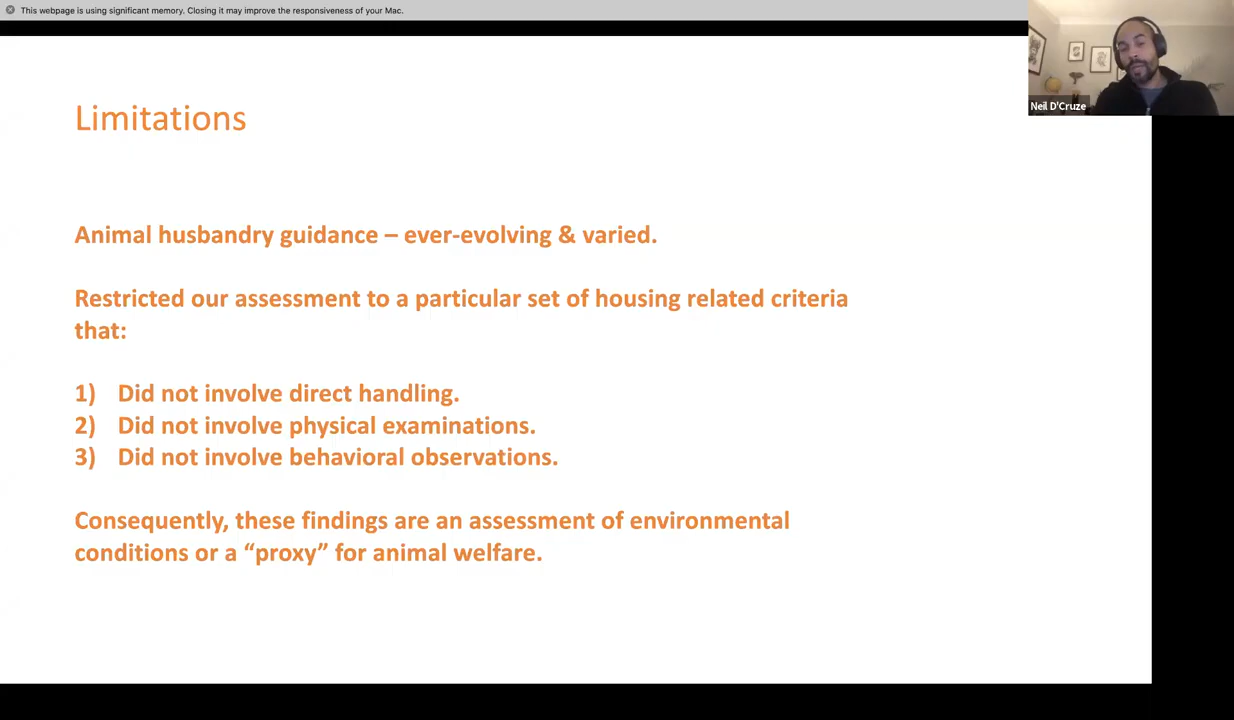 This webpage is using significant memory. Closing it may improve the responsiveness of your Mac.
Neil D'Cruze
Limitations
Animal husbandry guidance – ever-evolving & varied.
Restricted our assessment to a particular set of housing related criteria
that:
1) Did not involve direct handling.
2) Did not involve physical examinations.
3) Did not involve behavioral observations.
Consequently, these findings are an assessment of environmental
conditions or a “proxy” for animal welfare.